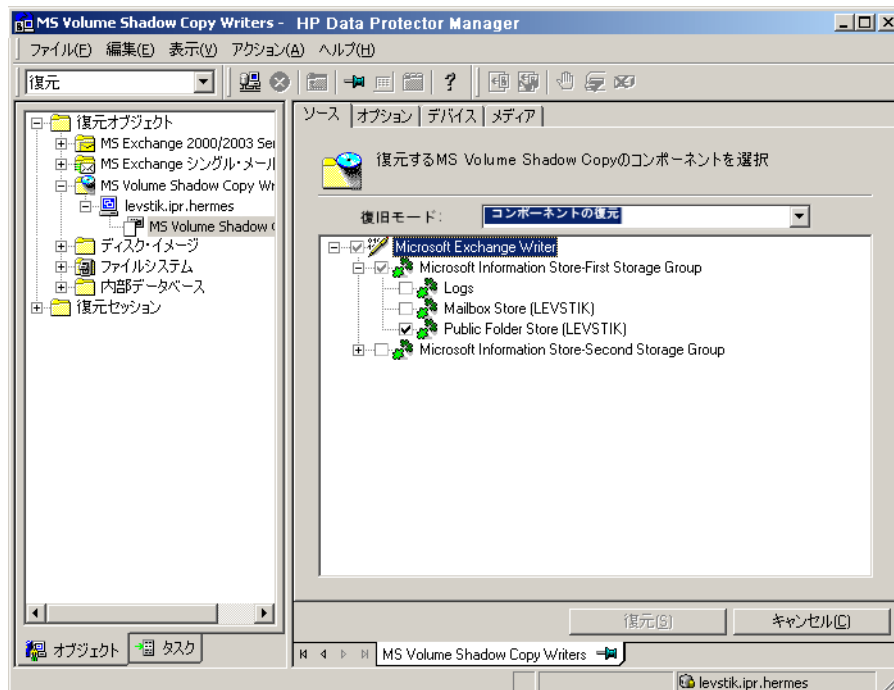 MS Volume Shadow Copy Writers - HP Data Protector Manager
ファイル(F) 編集(E) 表示(V) アクション(A) ヘルプ(H)
復元
復元オブジェクト
MS Exchange 2000/2003 Ser
MS Exchange シングル・メール
MS Volume Shadow Copy Wr
levstik.ipr.hermes
MS Volume Shadow
ディスク・イメージ
ファイルシステム
内部データベース
復元セッション
ソース オプション デバイス メディア
復元するMS Volume Shadow Copyのコンポーネントを選択
復旧モード: コンポーネントの復元
Microsoft Exchange Writer
Microsoft Information Store-First Storage Group
Logs
Mailbox Store (LEVSTIK)
Public Folder Store (LEVSTIK)
Microsoft Information Store-Second Storage Group
復元(S) キャンセル(C)
オブジェクト タスク
MS Volume Shadow Copy Writers
levstik.ipr.hermes